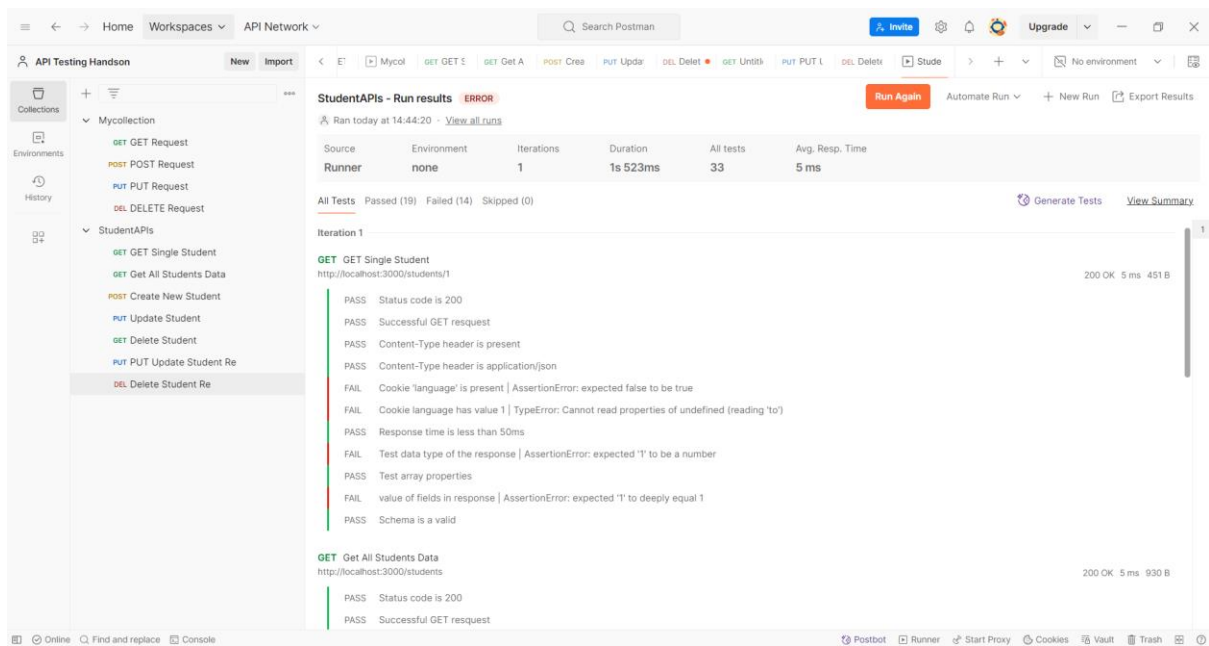 Home Workspaces API Network Search Postman Invite Upgrade
API Testing Handson New Import
E Mycol GET GET S GET Get A POST Crea PUT Upda DEL Delet GET Untitl PUT PUT L DEL Delete Stude No environment
Collections
Environments
History
Mycollection
GET GET Request
POST POST Request
PUT PUT Request
DEL DELETE Request
StudentAPIs
GET GET Single Student
GET Get All Students Data
POST Create New Student
PUT Update Student
GET Delete Student
PUT PUT Update Student Re
DEL Delete Student Re
StudentAPIs - Run results ERROR
Run Again Automate Run + New Run Export Results
Ran today at 14:44:20 · View all runs
Source Environment Iterations Duration All tests Avg. Resp. Time
Runner none 1 1s 523ms 33 5 ms
All Tests Passed (19) Failed (14) Skipped (0) Generate Tests View Summary
Iteration 1
1
GET GET Single Student
http://localhost:3000/students/1 200 OK 5 ms 451 B
PASS Status code is 200
PASS Successful GET resquest
PASS Content-Type header is present
PASS Content-Type header is application/json
FAIL Cookie 'language' is present | AssertionError: expected false to be true
FAIL Cookie language has value 1 | TypeError: Cannot read properties of undefined (reading 'to')
PASS Response time is less than 50ms
FAIL Test data type of the response | AssertionError: expected '1' to be a number
PASS Test array properties
FAIL value of fields in response | AssertionError: expected '1' to deeply equal 1
PASS Schema is a valid
GET Get All Students Data
http://localhost:3000/students 200 OK 5 ms 930 B
PASS Status code is 200
PASS Successful GET resquest
Online Find and replace Console Postbot Runner Start Proxy Cookies Vault Trash